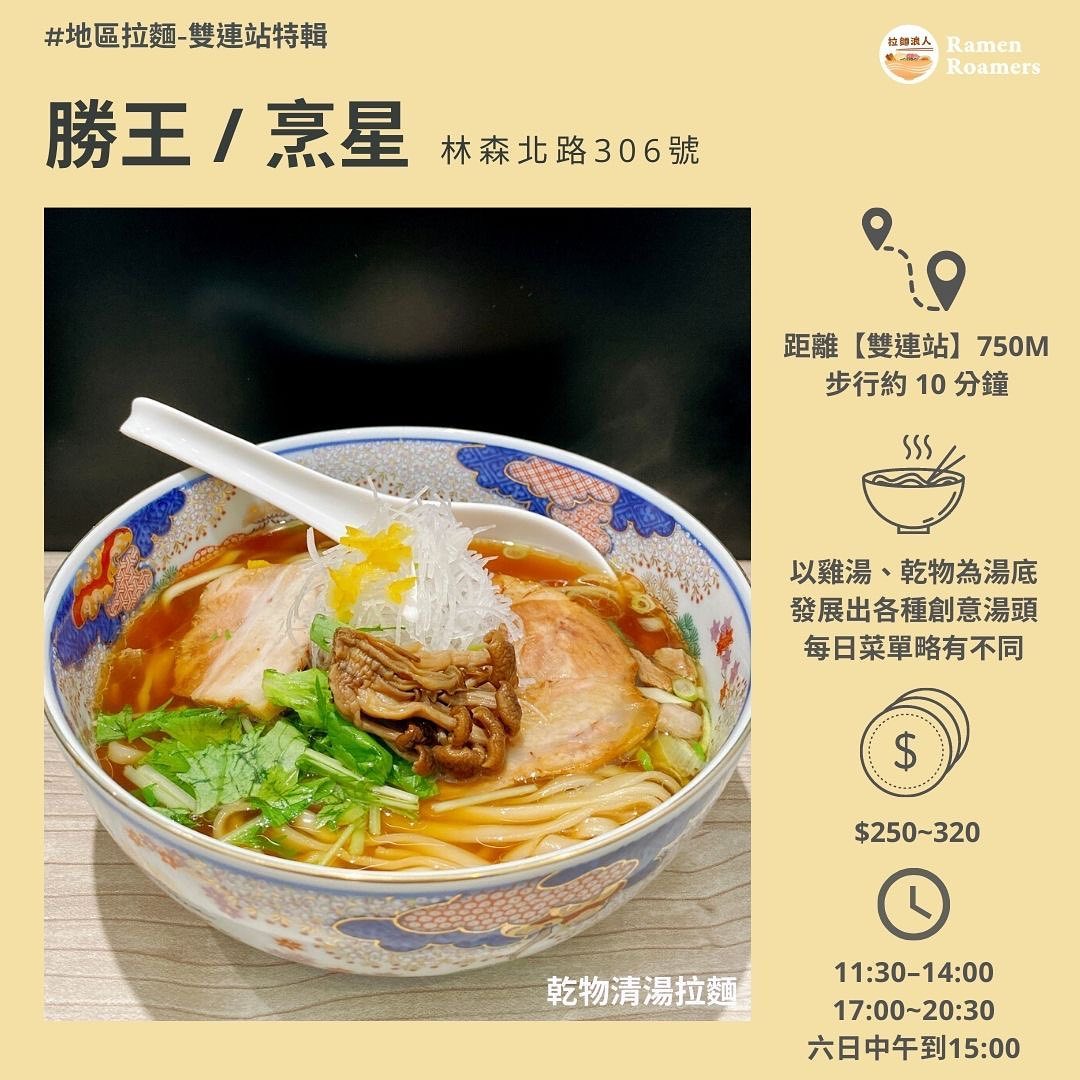 #地區拉麵-雙連站特輯
拉麵浪人
Ramen
Roamers
勝王 / 烹星 林森北路306號
距離【雙連站】750M
步行約 10 分鐘
以雞湯、乾物為湯底
發展出各種創意湯頭
每日菜單略有不同
$
$250~320
11:30–14:00
17:00~20:30
六日中午到15:00
乾物清湯拉麵